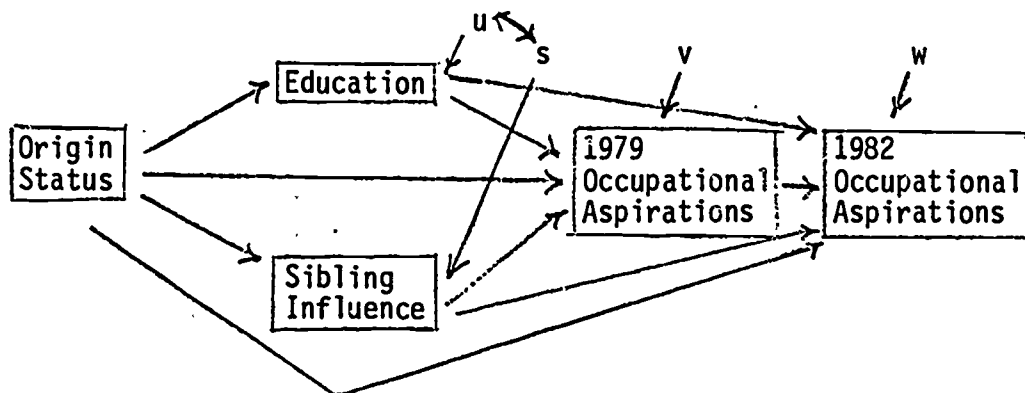 u
s
v
w
Education
Origin
Status
1979
Occupational
Aspirations
1982
Occupational
Aspirations
Sibling
Influence